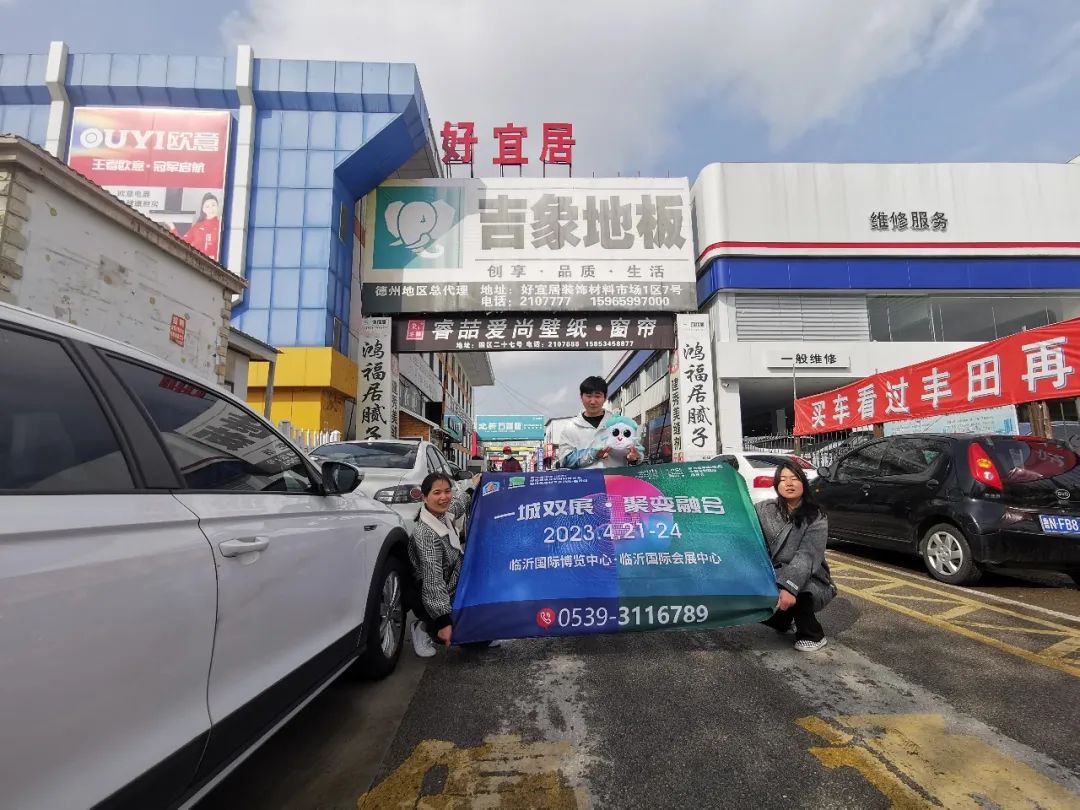 好宜居
OUYI欧意
王者欧意·冠军启航
吉象地板
创享·品质·生活
德州地区总代理 地址：好宜居装饰材料市场1区7号
电话：2107777 15965997000
睿喆爱尚壁纸·窗帘
鸿福居腻子
鸿福居腻子
维修服务
一般维修
买车看过丰田再
一城双展·聚变融合
2023.4.21-24
临沂国际博览中心·临沂国际会展中心
0539-3116789